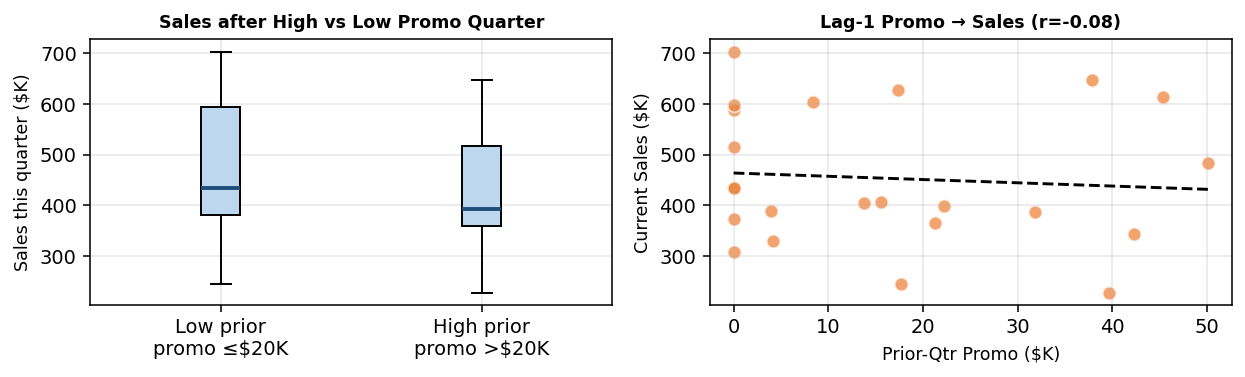 Sales after High vs Low Promo Quarter
Sales this quarter ($K)
700
600
500
400
300
Low prior
promo ≤$20K
High prior
promo >$20K
Lag-1 Promo → Sales (r=-0.08)
Current Sales ($K)
700
600
500
400
300
0
10
20
30
40
50
Prior-Qtr Promo ($K)